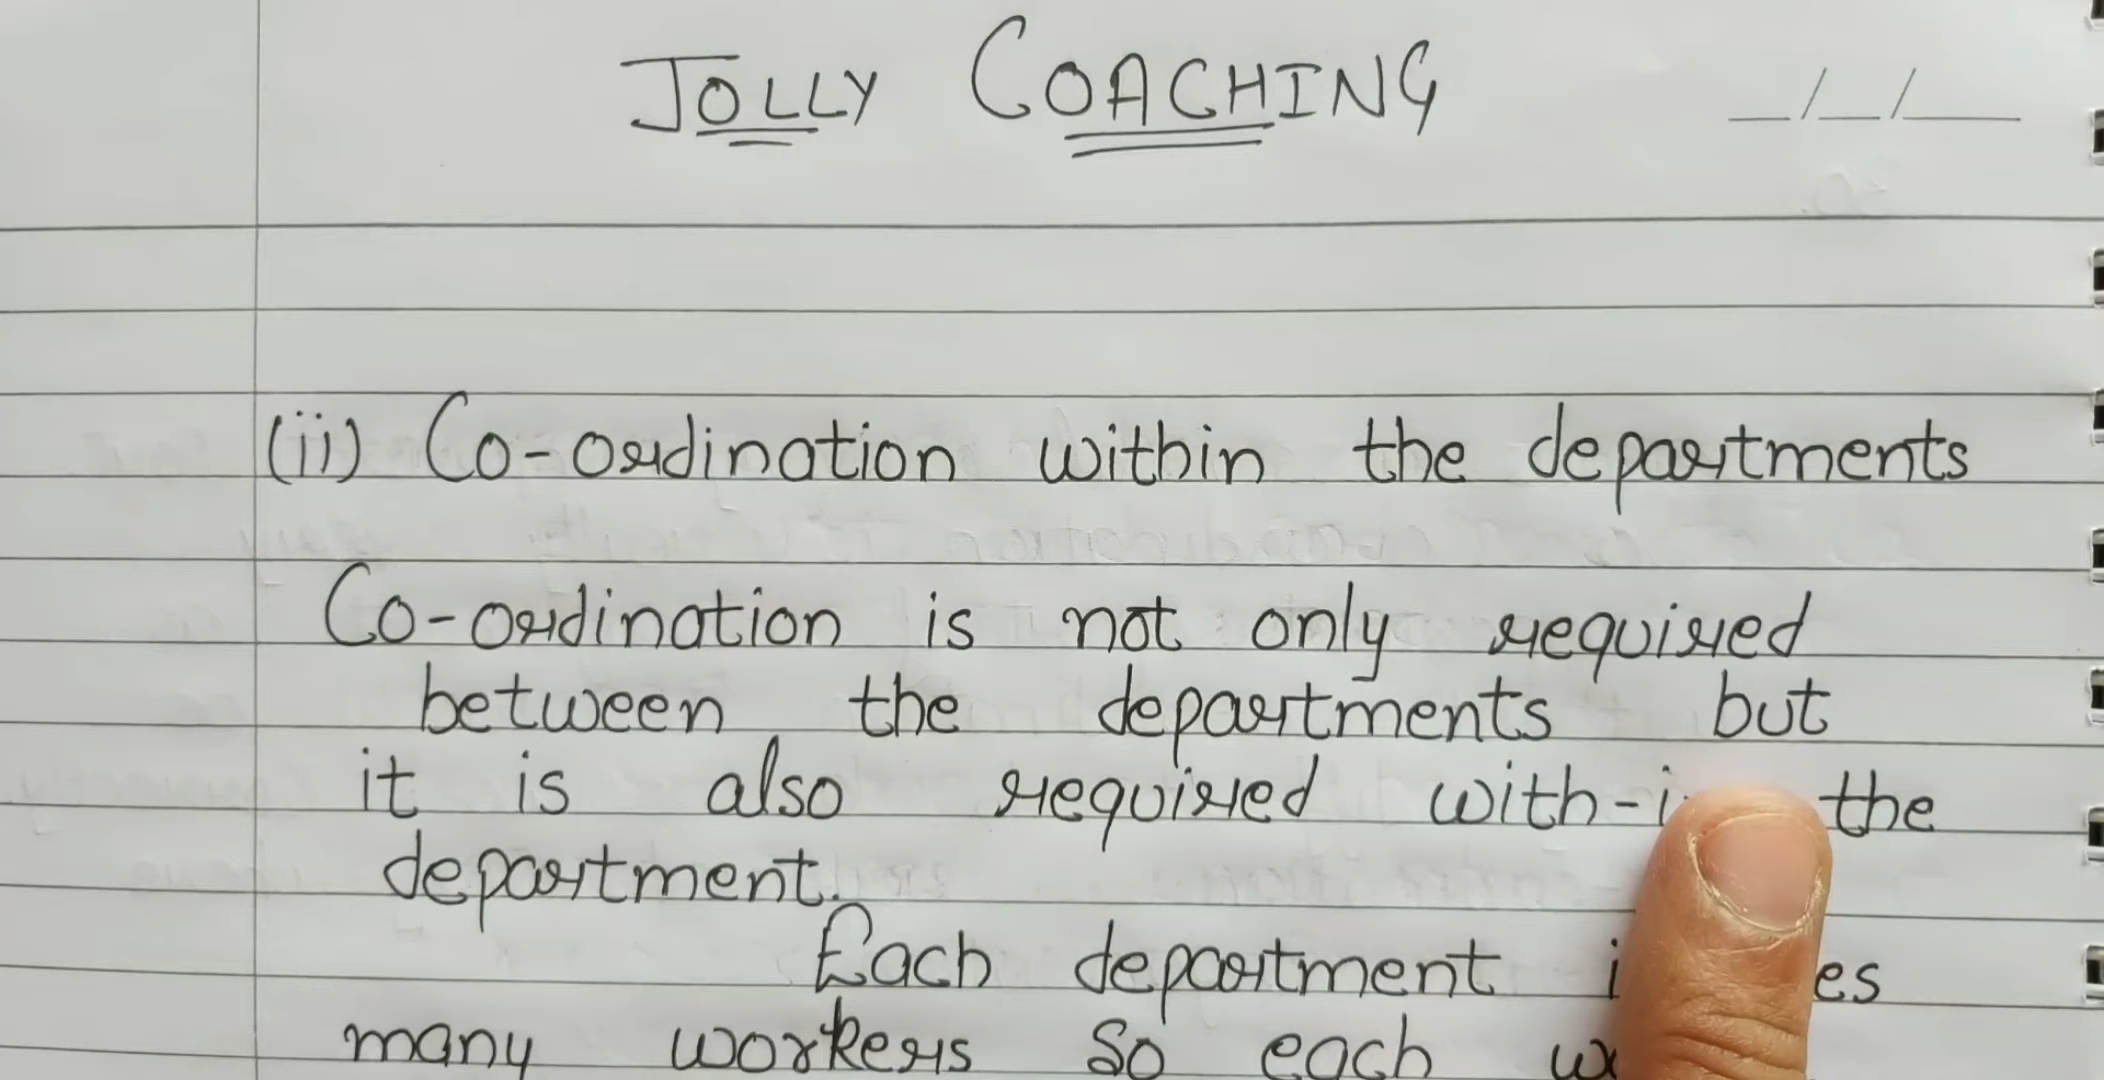 JOLLY COACHING
_/_/_
(ii) Co-ordination within the departments
Co-ordination is not only required
between the departments but
it is also required with-i the
department.
Each department
many workers So each